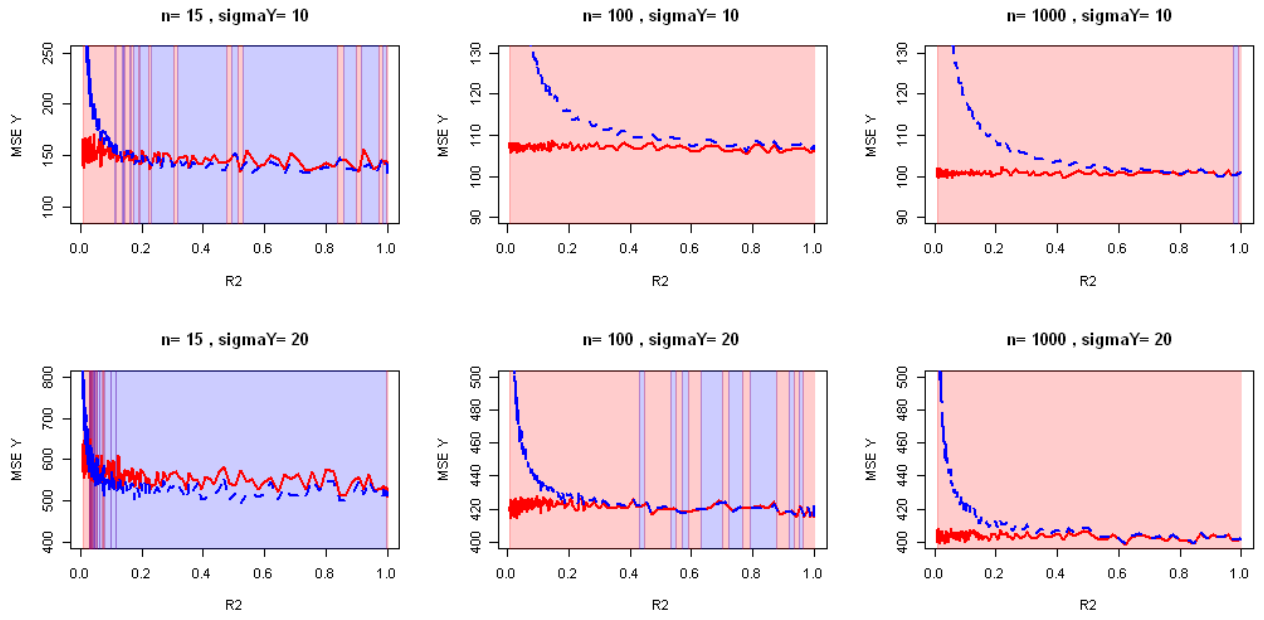 n= 15 , sigmaY= 10
MSE Y
250
200
150
100
0.0 0.2 0.4 0.6 0.8 1.0
R2
n= 100 , sigmaY= 10
MSE Y
130
120
110
100
90
0.0 0.2 0.4 0.6 0.8 1.0
R2
n= 1000 , sigmaY= 10
MSE Y
130
120
110
100
90
0.0 0.2 0.4 0.6 0.8 1.0
R2
n= 15 , sigmaY= 20
MSE Y
800
700
600
500
400
0.0 0.2 0.4 0.6 0.8 1.0
R2
n= 100 , sigmaY= 20
MSE Y
500
480
460
440
420
400
0.0 0.2 0.4 0.6 0.8 1.0
R2
n= 1000 , sigmaY= 20
MSE Y
500
480
460
440
420
400
0.0 0.2 0.4 0.6 0.8 1.0
R2